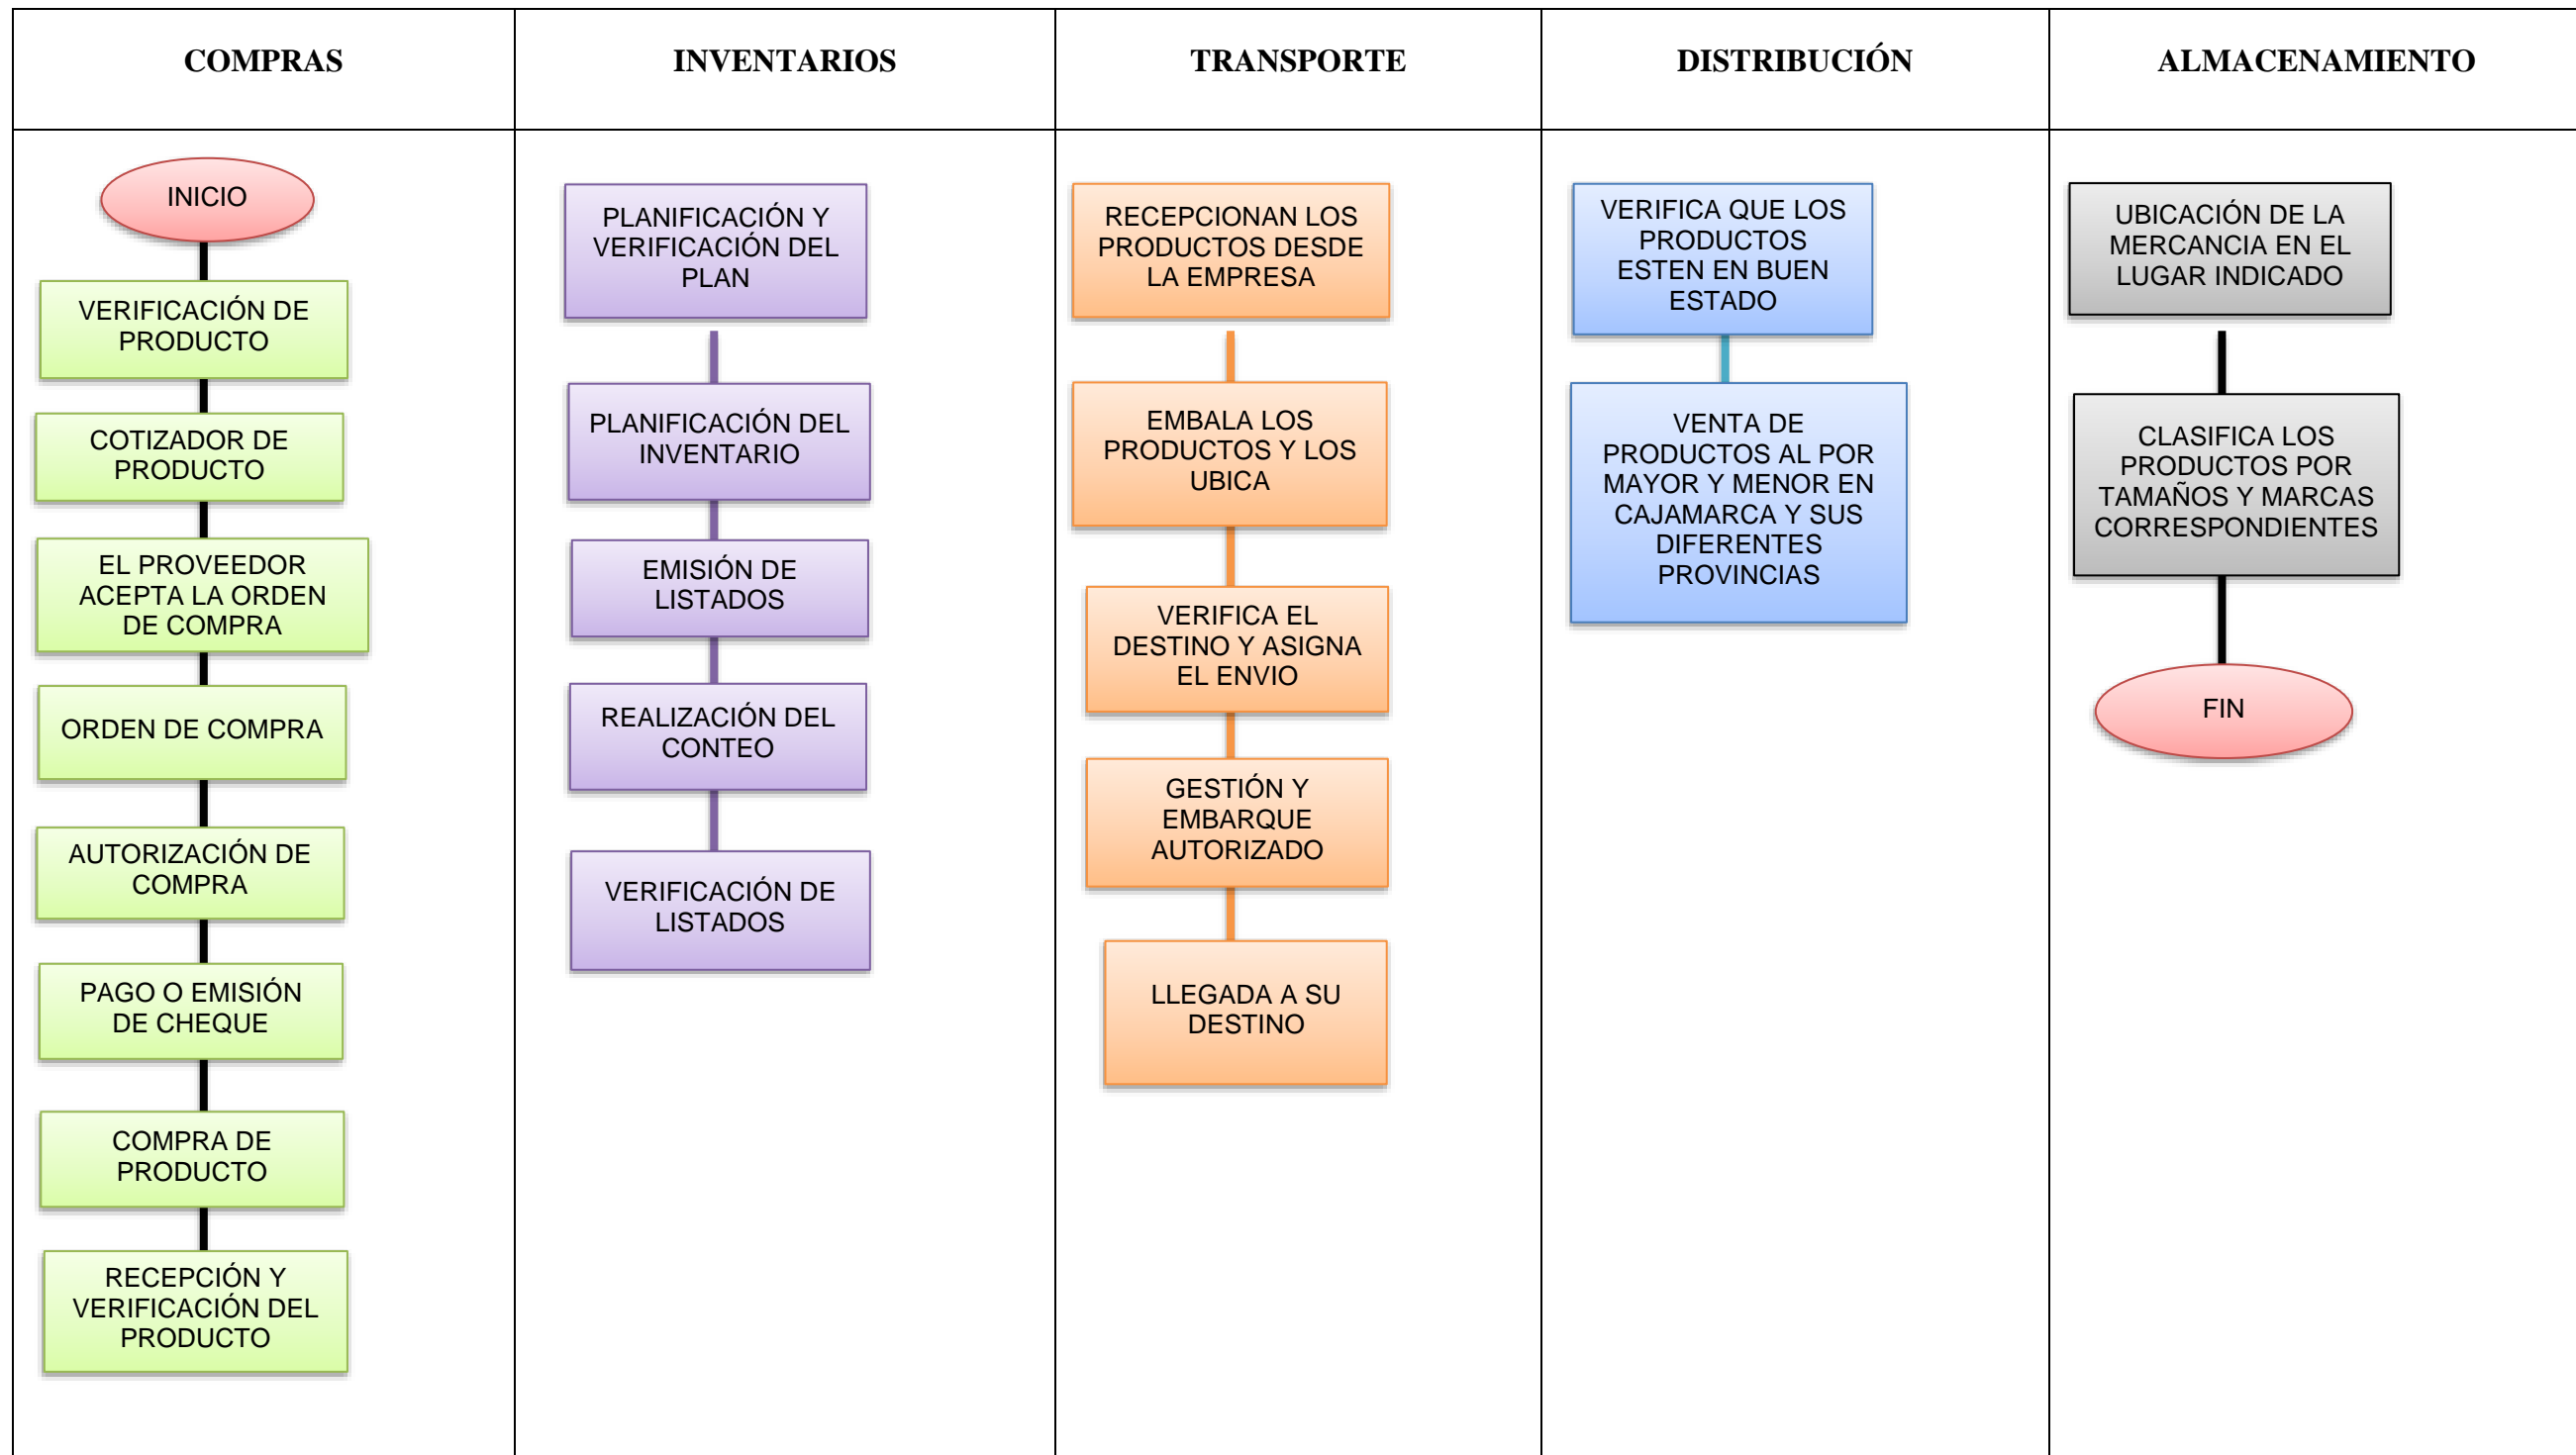 COMPRAS
INVENTARIOS
TRANSPORTE
DISTRIBUCIÓN
ALMACENAMIENTO
INICIO
VERIFICACIÓN DE
PRODUCTO
COTIZADOR DE
PRODUCTO
EL PROVEEDOR
ACEPTA LA ORDEN
DE COMPRA
ORDEN DE COMPRA
AUTORIZACIÓN DE
COMPRA
PAGO O EMISIÓN
DE CHEQUE
COMPRA DE
PRODUCTO
RECEPCIÓN Y
VERIFICACIÓN DEL
PRODUCTO
PLANIFICACIÓN Y
VERIFICACIÓN DEL
PLAN
PLANIFICACIÓN DEL
INVENTARIO
EMISIÓN DE
LISTADOS
REALIZACIÓN DEL
CONTEO
VERIFICACIÓN DE
LISTADOS
RECEPCIONAN LOS
PRODUCTOS DESDE
LA EMPRESA
EMBALA LOS
PRODUCTOS Y LOS
UBICA
VERIFICA EL
DESTINO Y ASIGNA
EL ENVIO
GESTIÓN Y
EMBARQUE
AUTORIZADO
LLEGADA A SU
DESTINO
VERIFICA QUE LOS
PRODUCTOS
ESTEN EN BUEN
ESTADO
VENTA DE
PRODUCTOS AL POR
MAYOR Y MENOR EN
CAJAMARCA Y SUS
DIFERENTES
PROVINCIAS
UBICACIÓN DE LA
MERCANCIA EN EL
LUGAR INDICADO
CLASIFICA LOS
PRODUCTOS POR
TAMAÑOS Y MARCAS
CORRESPONDIENTES
FIN